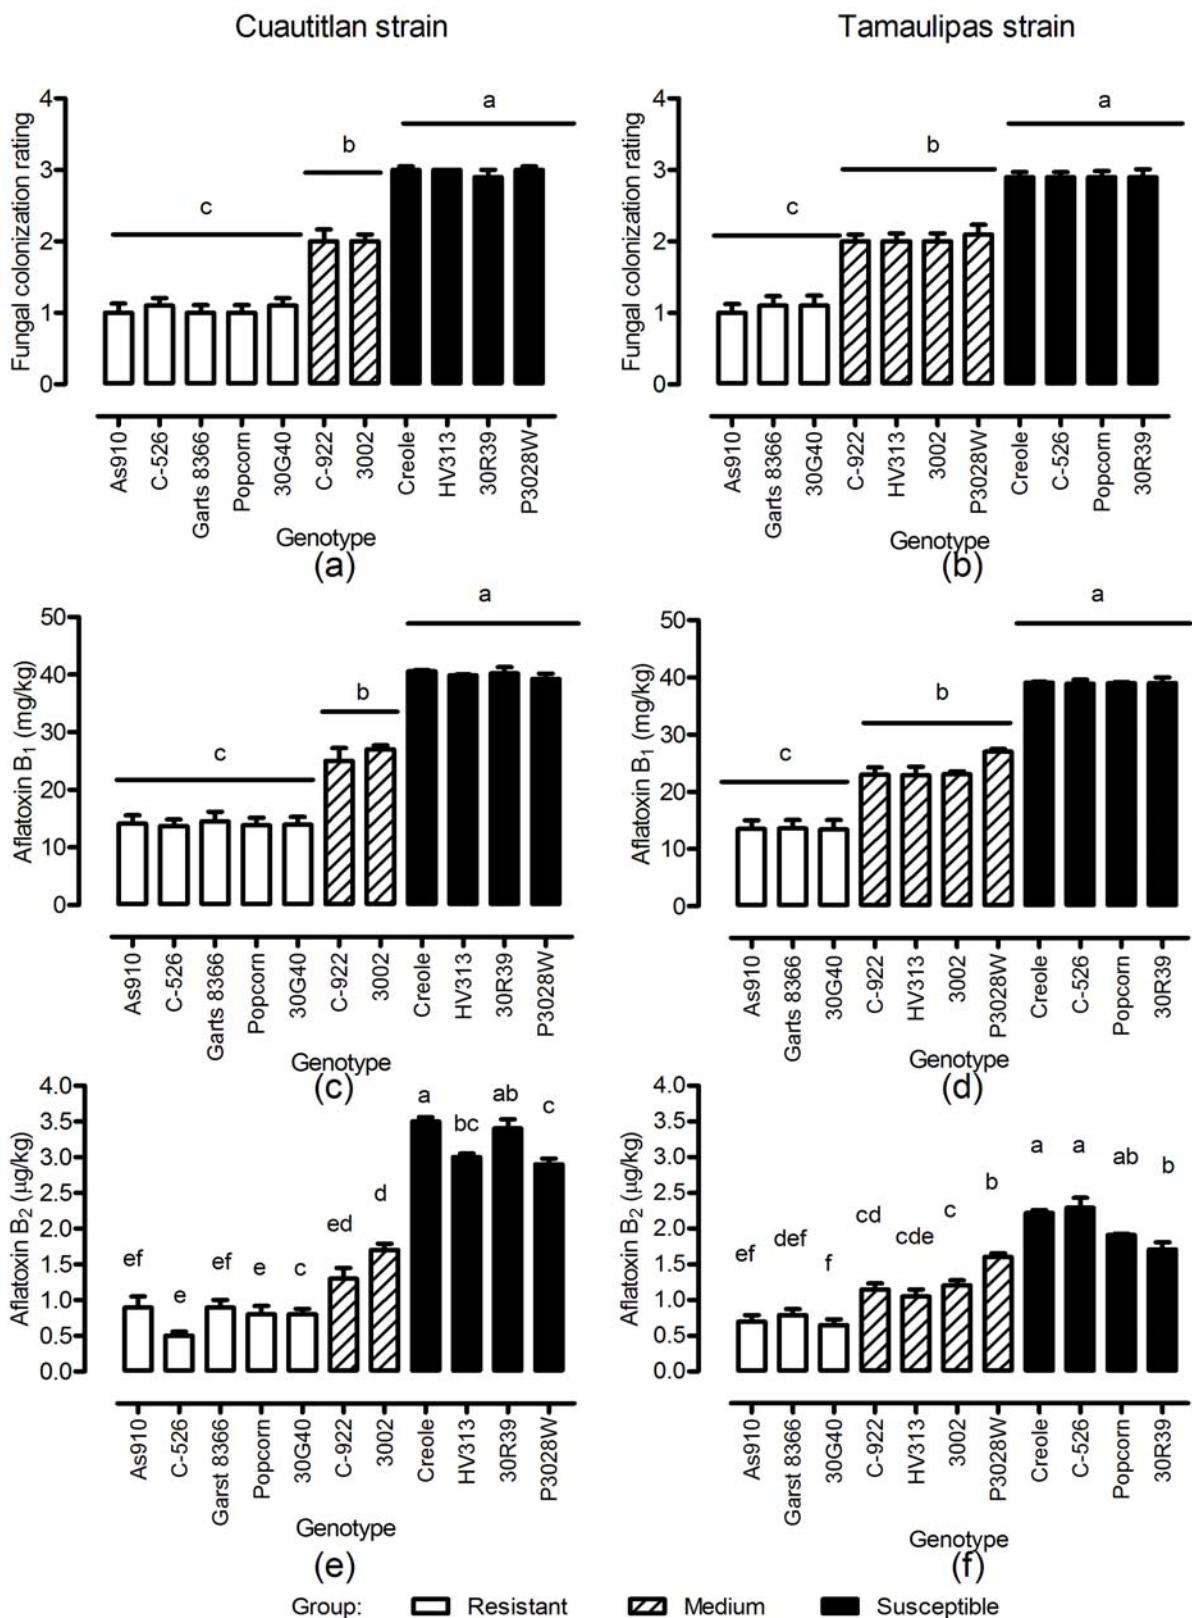 Cuautitlan strain
Tamaulipas strain
Fungal colonization rating
4
3
2
1
0
a
b
c
As910
C-526
Garts 8366
Popcorn
30G40
C-922
3002
Creole
HV313
30R39
P3028W
Genotype
(a)
Fungal colonization rating
4
3
2
1
0
a
b
c
As910
Garts 8366
30G40
C-922
HV313
3002
P3028W
Creole
C-526
Popcorn
30R39
Genotype
(b)
Aflatoxin B1 (mg/kg)
50
40
30
20
10
0
a
b
c
As910
C-526
Garts 8366
Popcorn
30G40
C-922
3002
Creole
HV313
30R39
P3028W
Genotype
(c)
Aflatoxin B1 (mg/kg)
50
40
30
20
10
0
a
b
c
As910
Garts 8366
30G40
C-922
HV313
3002
P3028W
Creole
C-526
Popcorn
30R39
Genotype
(d)
Aflatoxin B2 (µg/kg)
4.0
3.5
3.0
2.5
2.0
1.5
1.0
0.5
0.0
ef
e
ef
e
c
ed
d
a
bc
ab
c
As910
C-526
Garst 8366
Popcorn
30G40
C-922
3002
Creole
HV313
30R39
P3028W
Genotype
(e)
Aflatoxin B2 (µg/kg)
4.0
3.5
3.0
2.5
2.0
1.5
1.0
0.5
0.0
ef
def
f
cd
cde
c
b
a
a
ab
b
As910
Garst 8366
30G40
C-922
HV313
3002
P3028W
Creole
C-526
Popcorn
30R39
Genotype
(f)
Group: Resistant Medium Susceptible